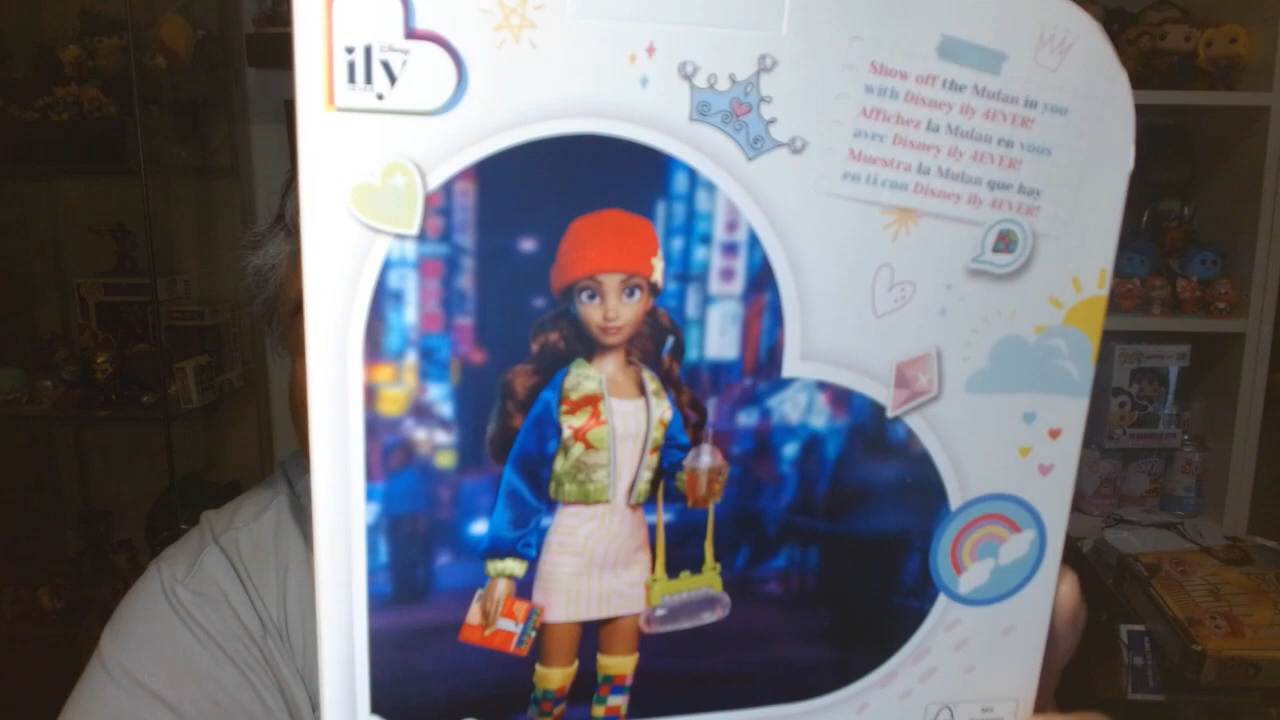 Disney
ily
Show off the Mulan in you
with Disney ily 4EVER!
Affichez la Mulan en vous
avec Disney ily 4EVER!
Muestra la Mulan que hay
en ti con Disney ily 4EVER!